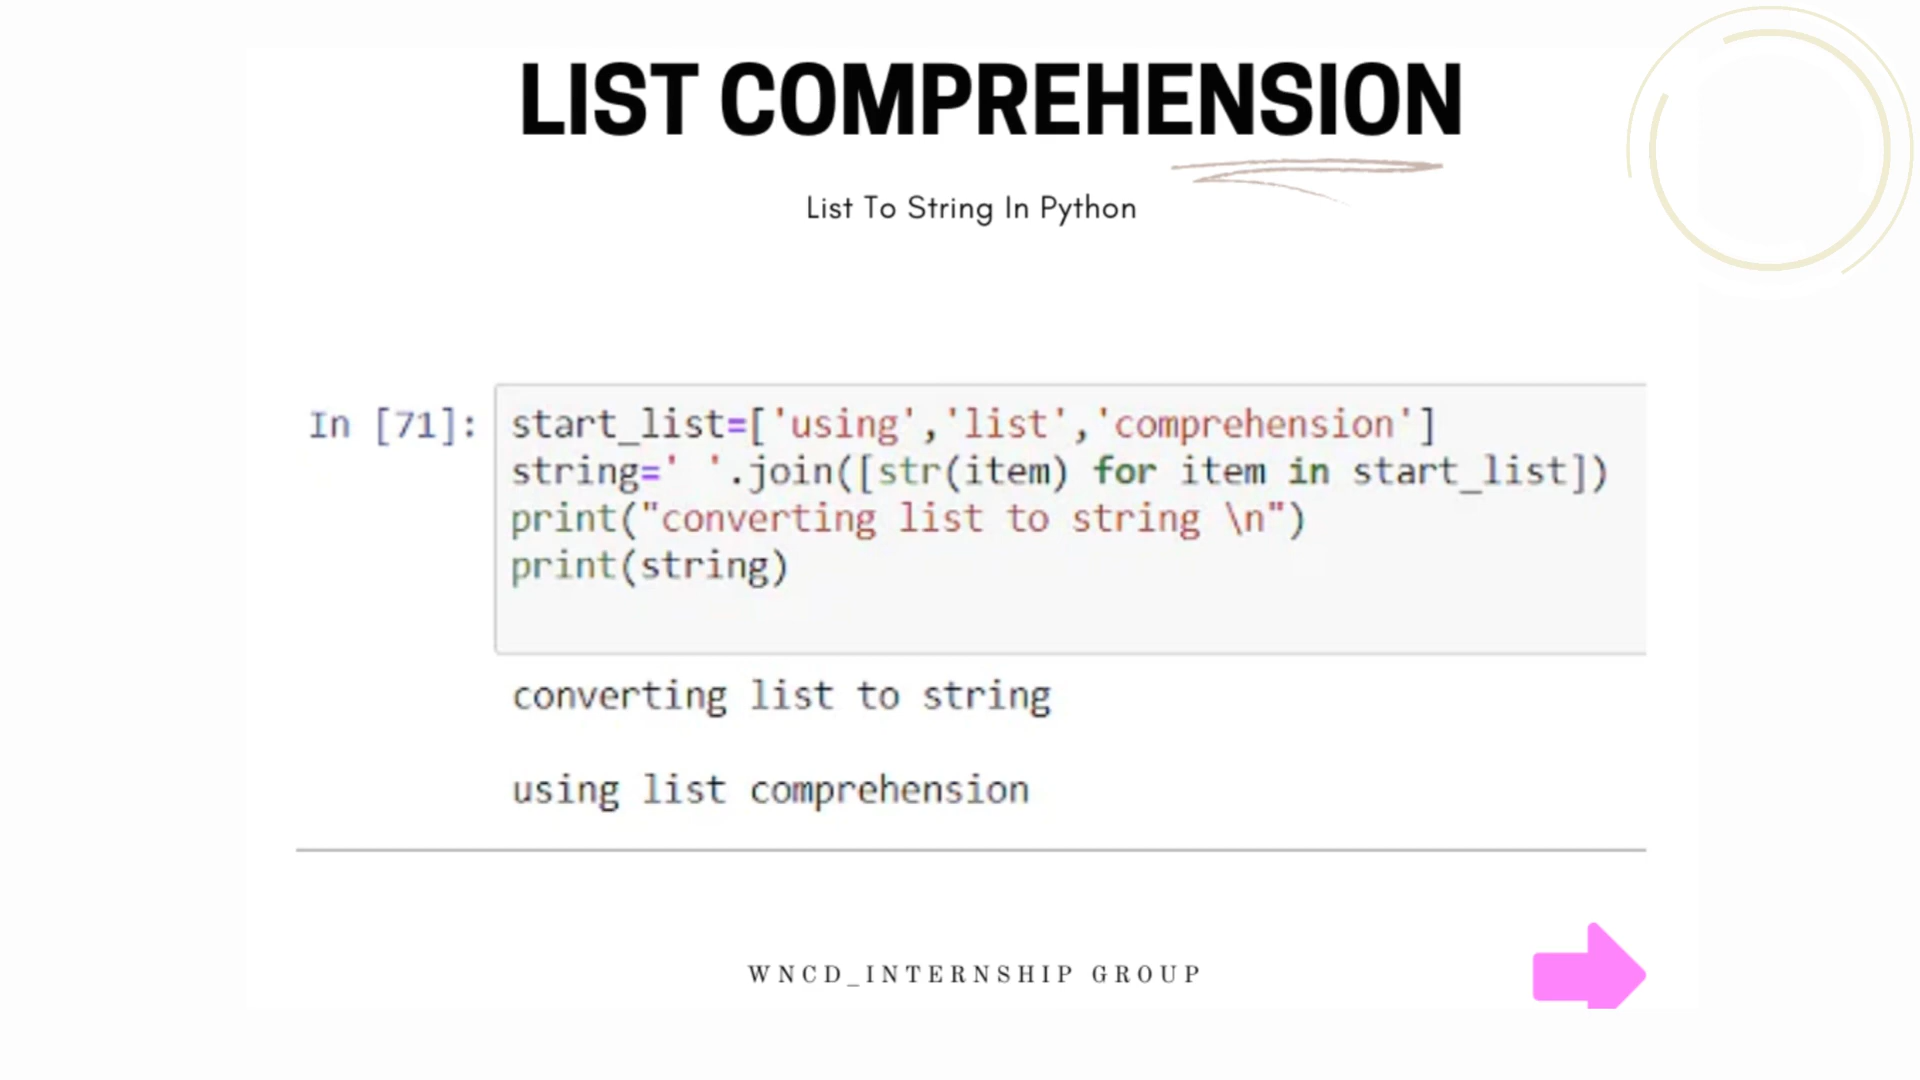 LIST COMPREHENSION
List To String In Python
In [71]: start_list=['using','list','comprehension']
string=' '.join([str(item) for item in start_list])
print("converting list to string \n")
print(string)
converting list to string
using list comprehension
WNCD_INTERNSHIP GROUP